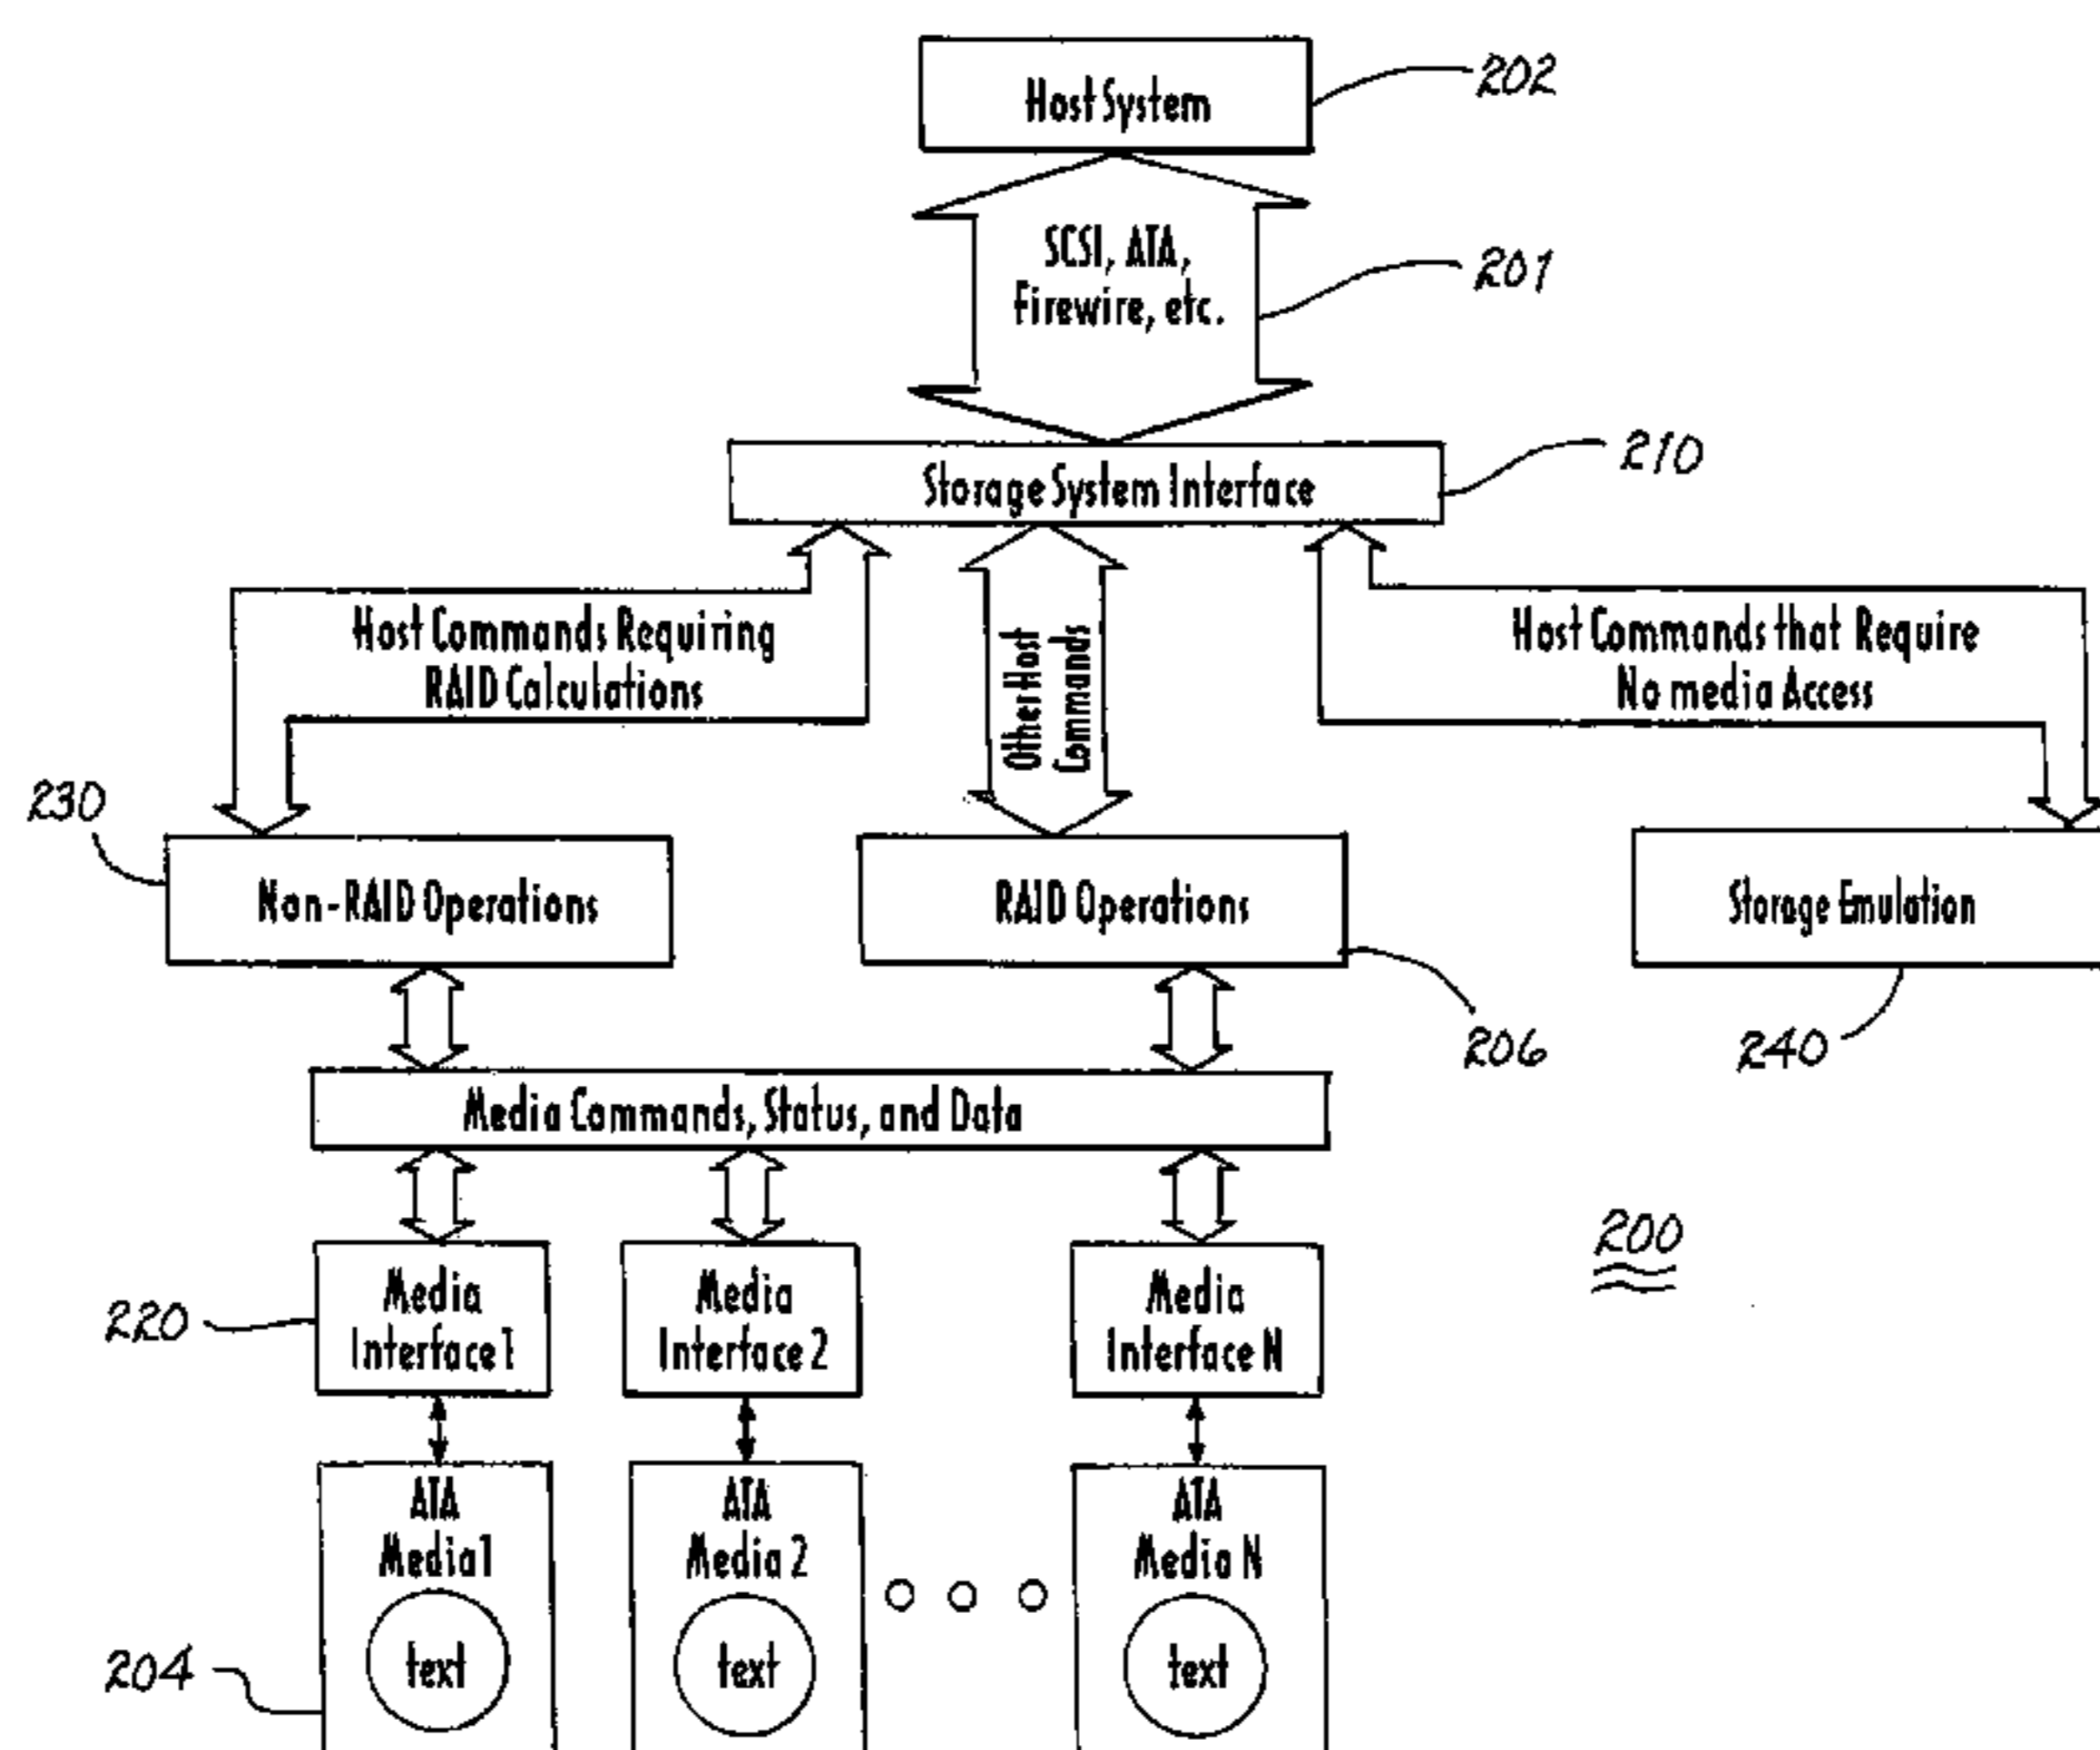 Host System
202
SCSI, ATA,
Firewire, etc.
201
210
Storage System Interface
Host Commands Requiring
RAID Calculations
Other Host
Commands
Host Commands that Require
No media Access
230
Non-RAID Operations
RAID Operations
Storage Emulation
206
240
Media Commands, Status, and Data
200
220
Media
Interface 1
Media
Interface 2
Media
Interface N
ATA
Media 1
text
ATA
Media 2
text
ATA
Media N
text
204